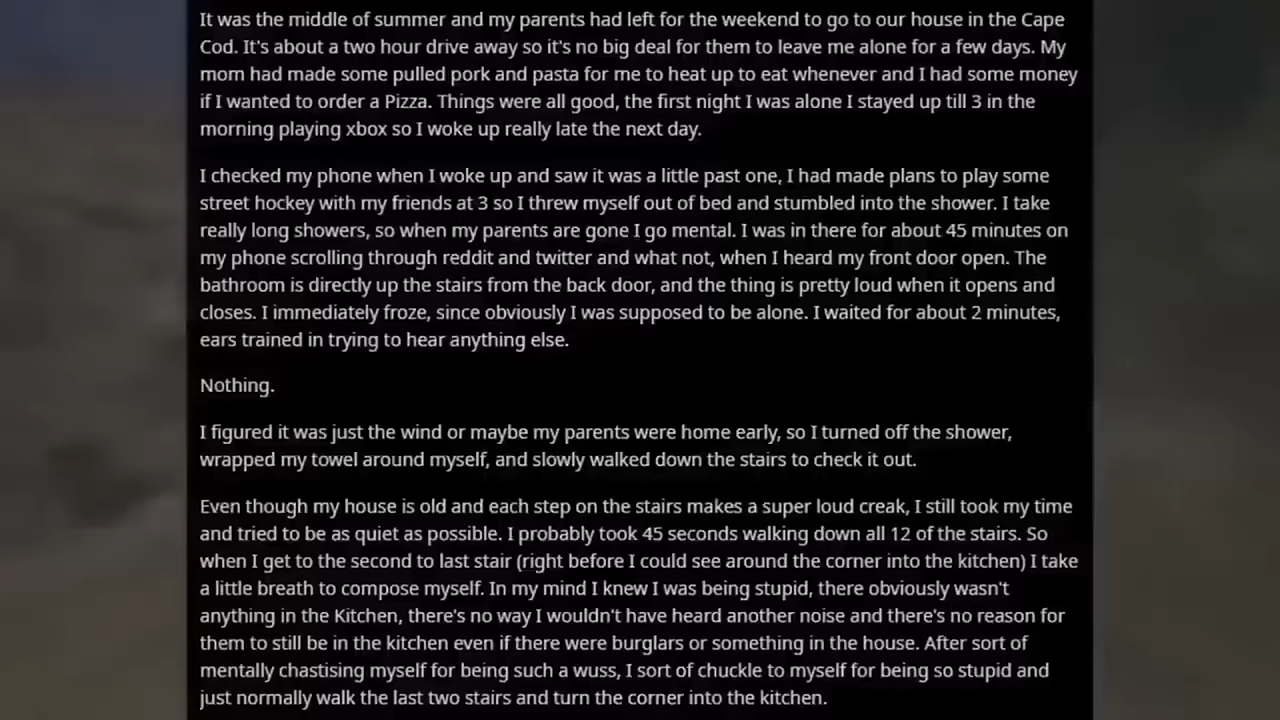 It was the middle of summer and my parents had left for the weekend to go to our house in the Cape
Cod. It's about a two hour drive away so it's no big deal for them to leave me alone for a few days. My
mom had made some pulled pork and pasta for me to heat up to eat whenever and I had some money
if I wanted to order a Pizza. Things were all good, the first night I was alone I stayed up till 3 in the
morning playing xbox so I woke up really late the next day.
I checked my phone when I woke up and saw it was a little past one, I had made plans to play some
street hockey with my friends at 3 so I threw myself out of bed and stumbled into the shower. I take
really long showers, so when my parents are gone I go mental. I was in there for about 45 minutes on
my phone scrolling through reddit and twitter and what not, when I heard my front door open. The
bathroom is directly up the stairs from the back door, and the thing is pretty loud when it opens and
closes. I immediately froze, since obviously I was supposed to be alone. I waited for about 2 minutes,
ears trained in trying to hear anything else.
Nothing.
I figured it was just the wind or maybe my parents were home early, so I turned off the shower,
wrapped my towel around myself, and slowly walked down the stairs to check it out.
Even though my house is old and each step on the stairs makes a super loud creak, I still took my time
and tried to be as quiet as possible. I probably took 45 seconds walking down all 12 of the stairs. So
when I get to the second to last stair (right before I could see around the corner into the kitchen) I take
a little breath to compose myself. In my mind I knew I was being stupid, there obviously wasn't
anything in the Kitchen, there's no way I wouldn't have heard another noise and there's no reason for
them to still be in the kitchen even if there were burglars or something in the house. After sort of
mentally chastising myself for being such a wuss, I sort of chuckle to myself for being so stupid and
just normally walk the last two stairs and turn the corner into the kitchen.